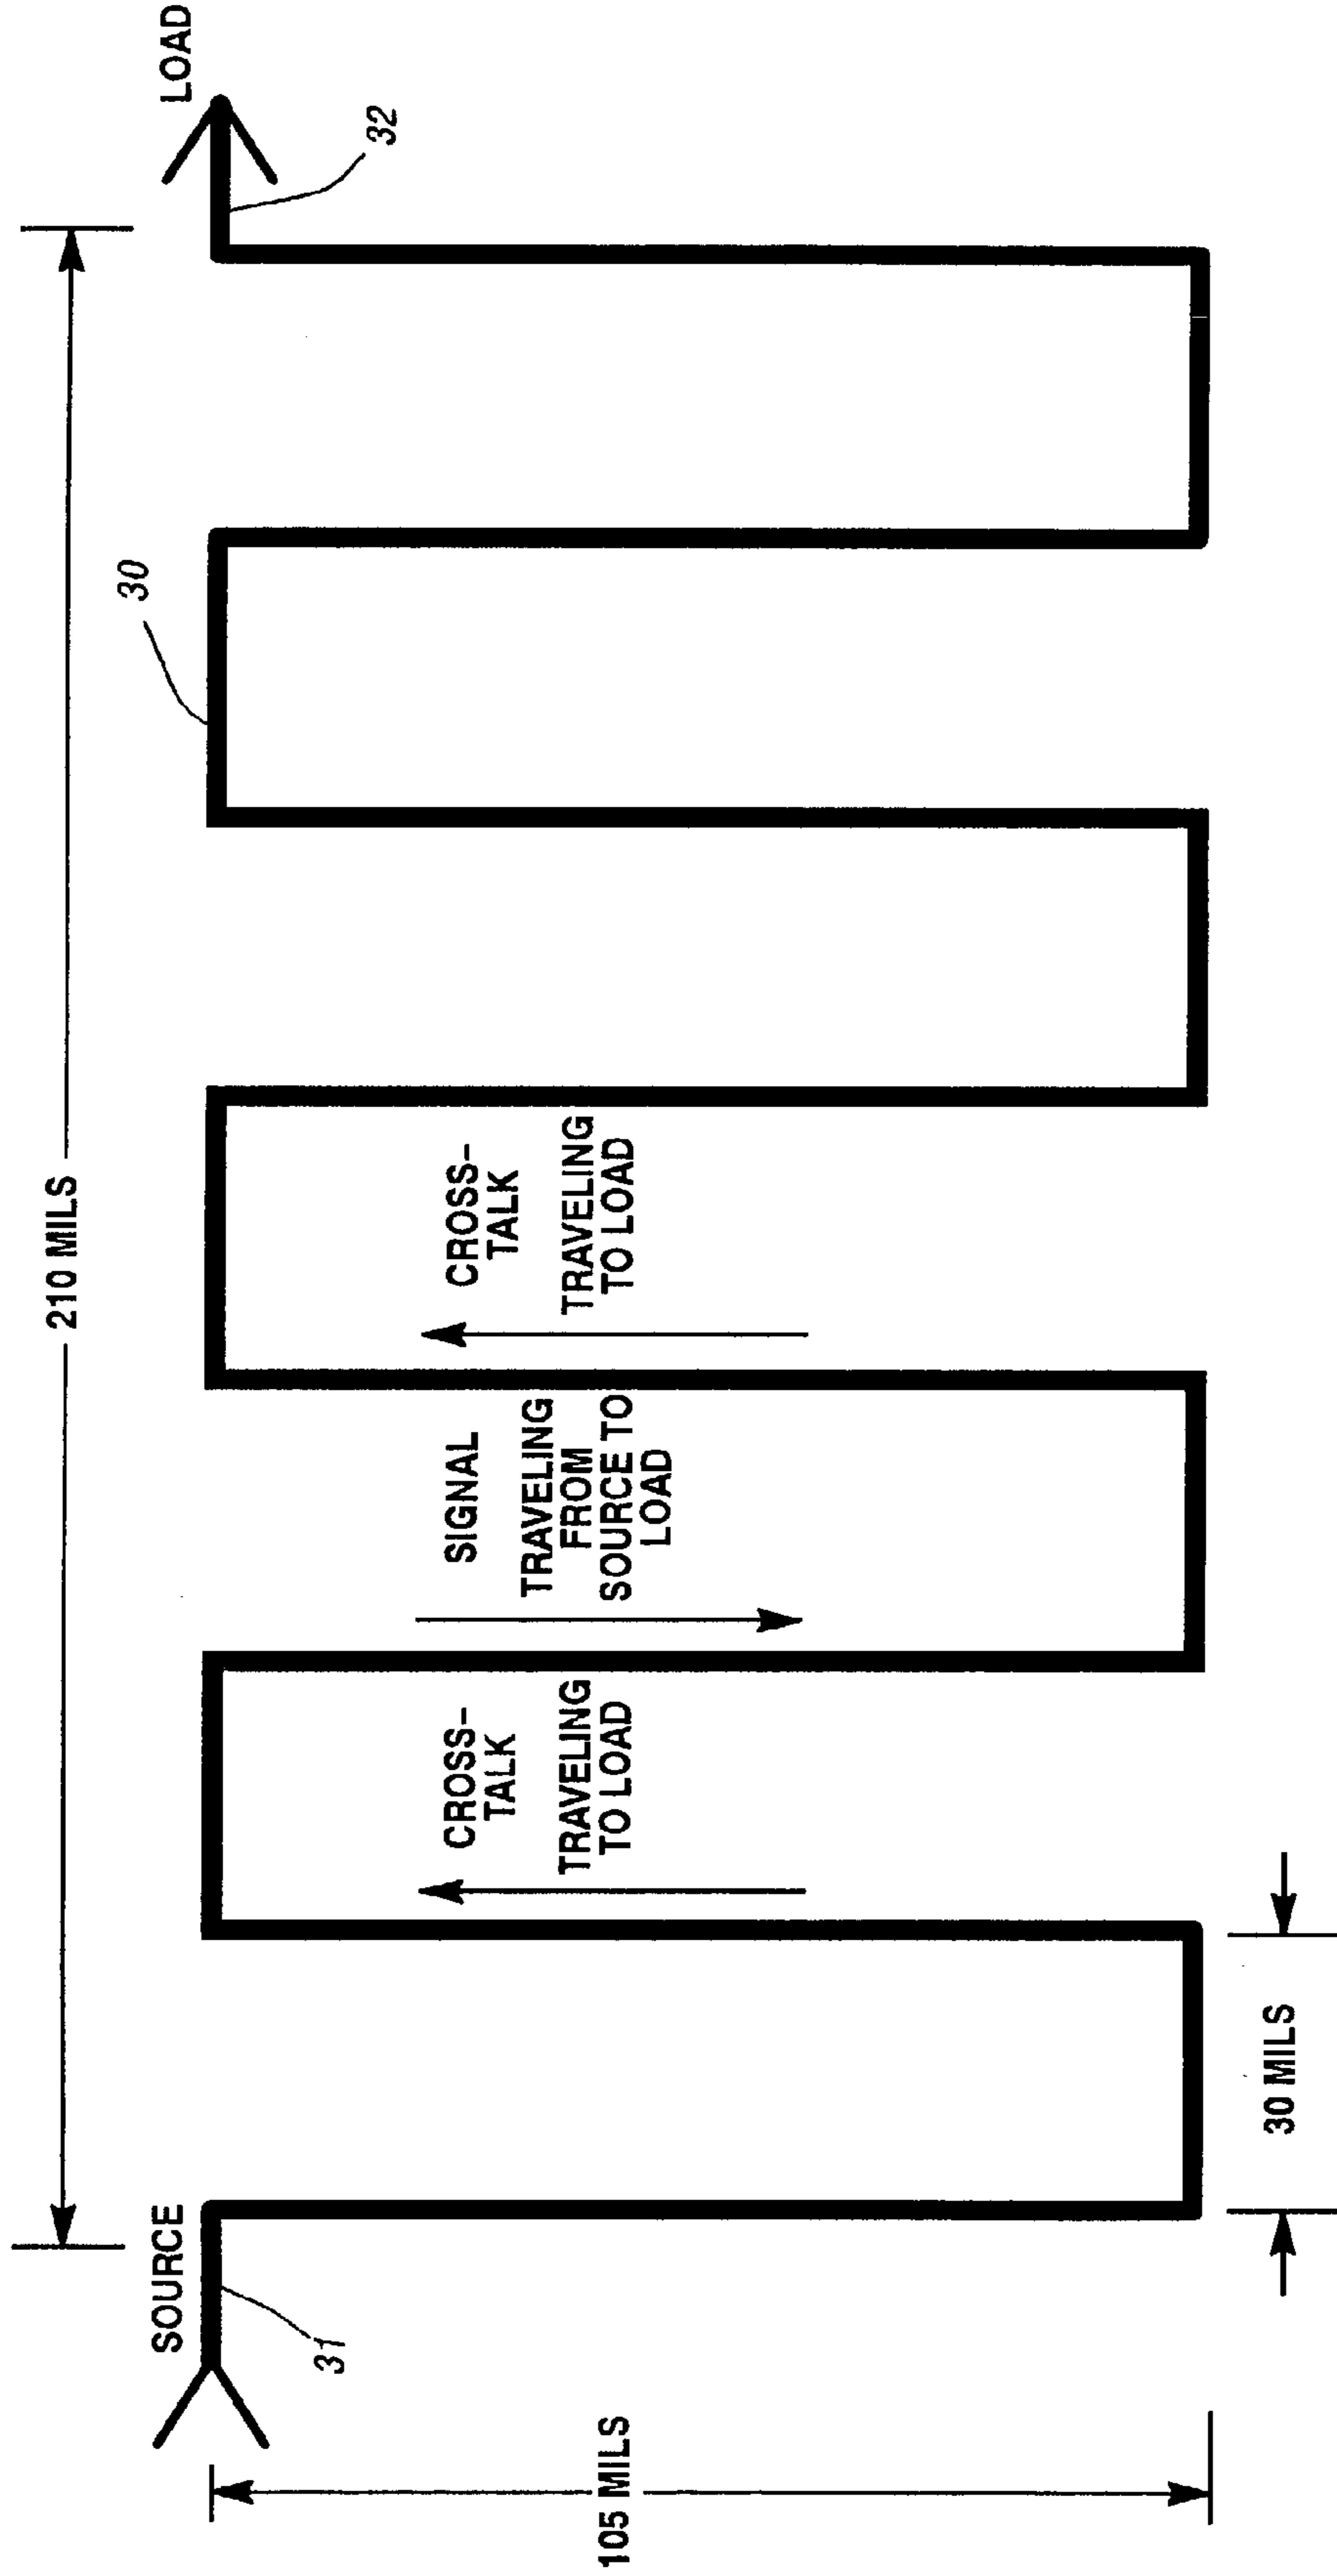 210 MILS
SOURCE
LOAD
30
31
32
CROSS-
TALK
TRAVELING
TO LOAD
SIGNAL
TRAVELING
FROM
SOURCE TO
LOAD
CROSS-
TALK
TRAVELING
TO LOAD
105 MILS
30 MILS